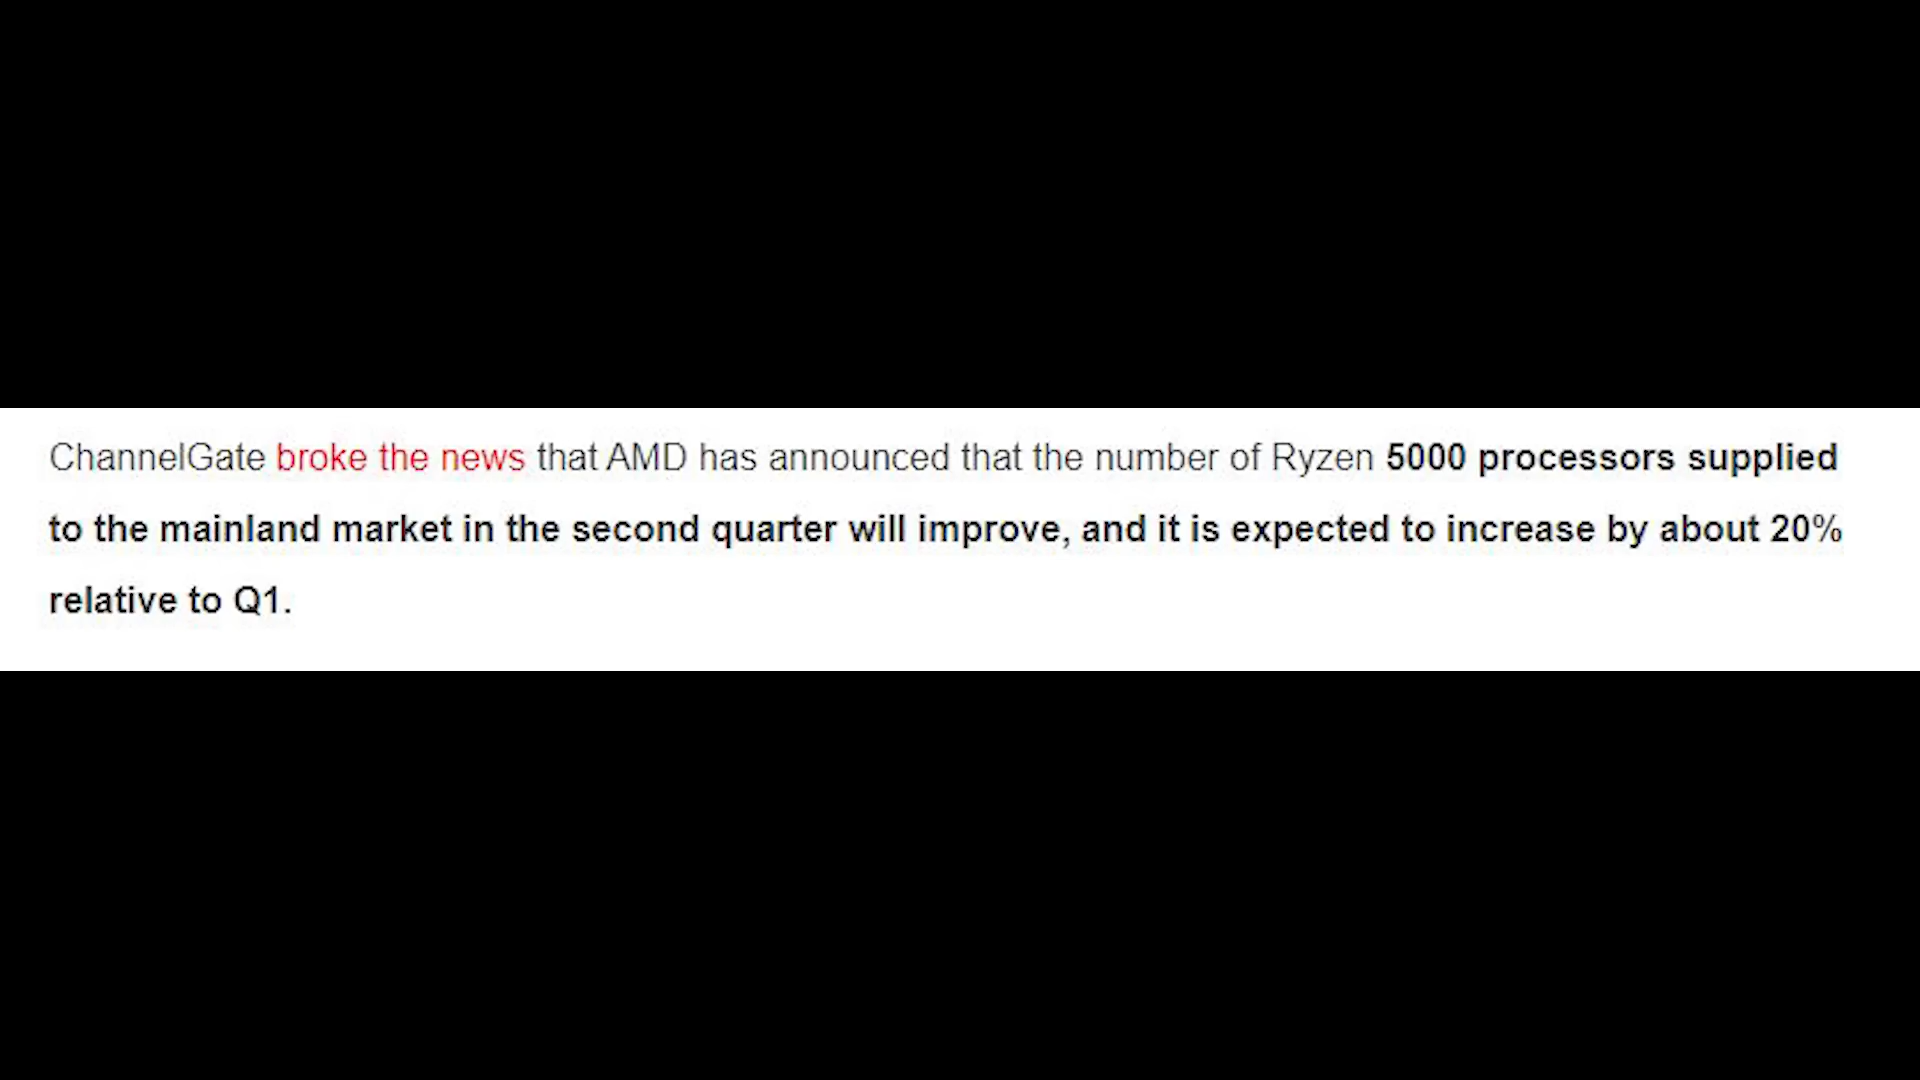 ChannelGate broke the news that AMD has announced that the number of Ryzen 5000 processors supplied
to the mainland market in the second quarter will improve, and it is expected to increase by about 20%
relative to Q1.